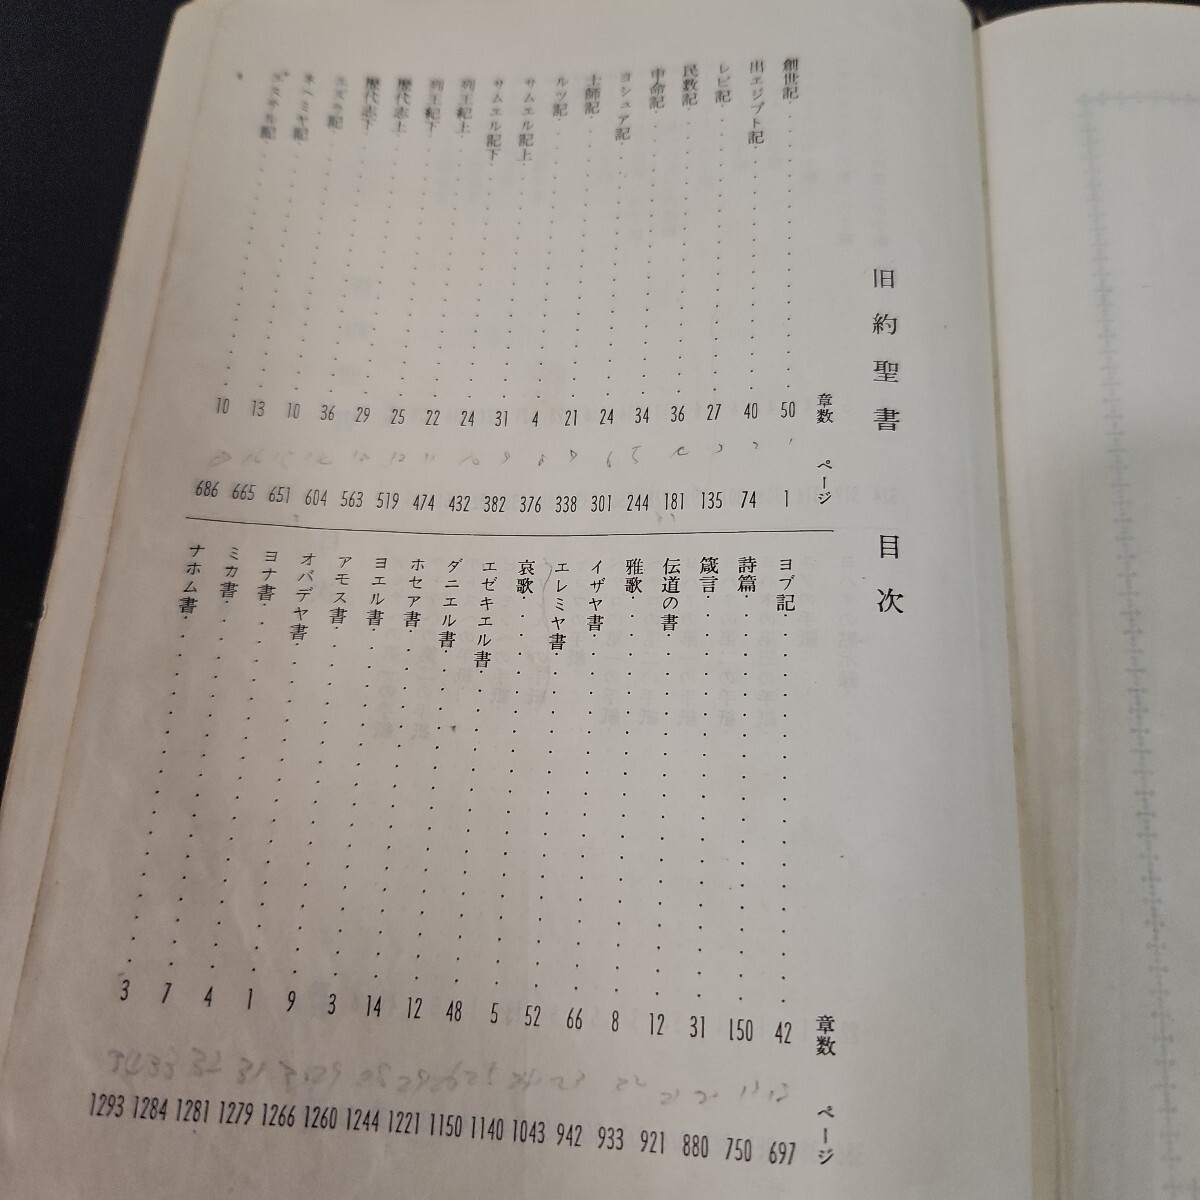 旧約聖書 目次
章数 ページ
創世記 50 1
出エジプト記 40 74
レビ記 27 135
民数記 36 181
申命記 34 244
ヨシュア記 24 301
士師記 21 338
ルツ記 4 376
サムエル記上 31 382
サムエル記下 24 432
列王紀上 22 474
列王紀下 25 519
歴代志上 29 563
歴代志下 36 604
エズラ記 10 651
ネヘミヤ記 13 665
エステル記 10 686
章数 ページ
ヨブ記 42 697
詩篇 150 750
箴言 31 880
伝道の書 12 921
雅歌 8 933
イザヤ書 66 942
エレミヤ書 52 1043
哀歌 5 1140
エゼキエル書 48 1150
ダニエル書 12 1221
ホセア書 14 1244
ヨエル書 3 1260
アモス書 9 1266
オバデヤ書 1 1279
ヨナ書 4 1281
ミカ書 7 1284
ナホム書 3 1293